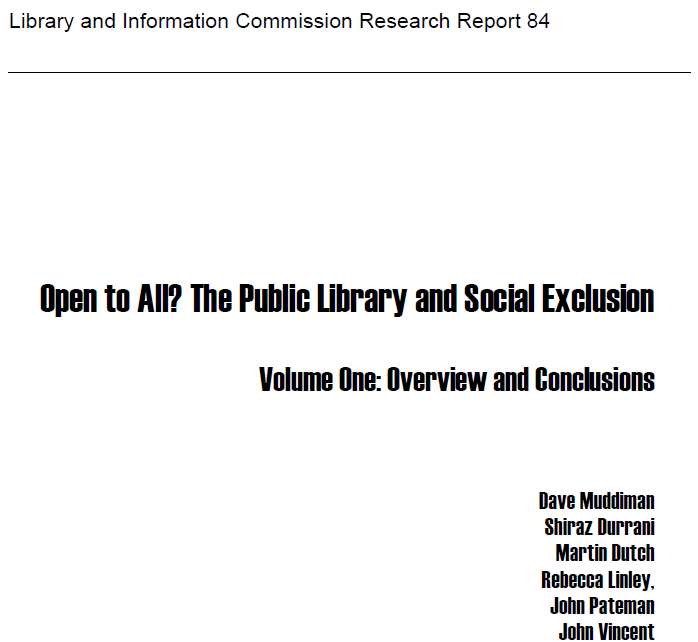 Library and Information Commission Research Report 84
Open to All? The Public Library and Social Exclusion
Volume One: Overview and Conclusions
Dave Muddiman
Shiraz Durrani
Martin Dutch
Rebecca Linley,
John Pateman
John Vincent